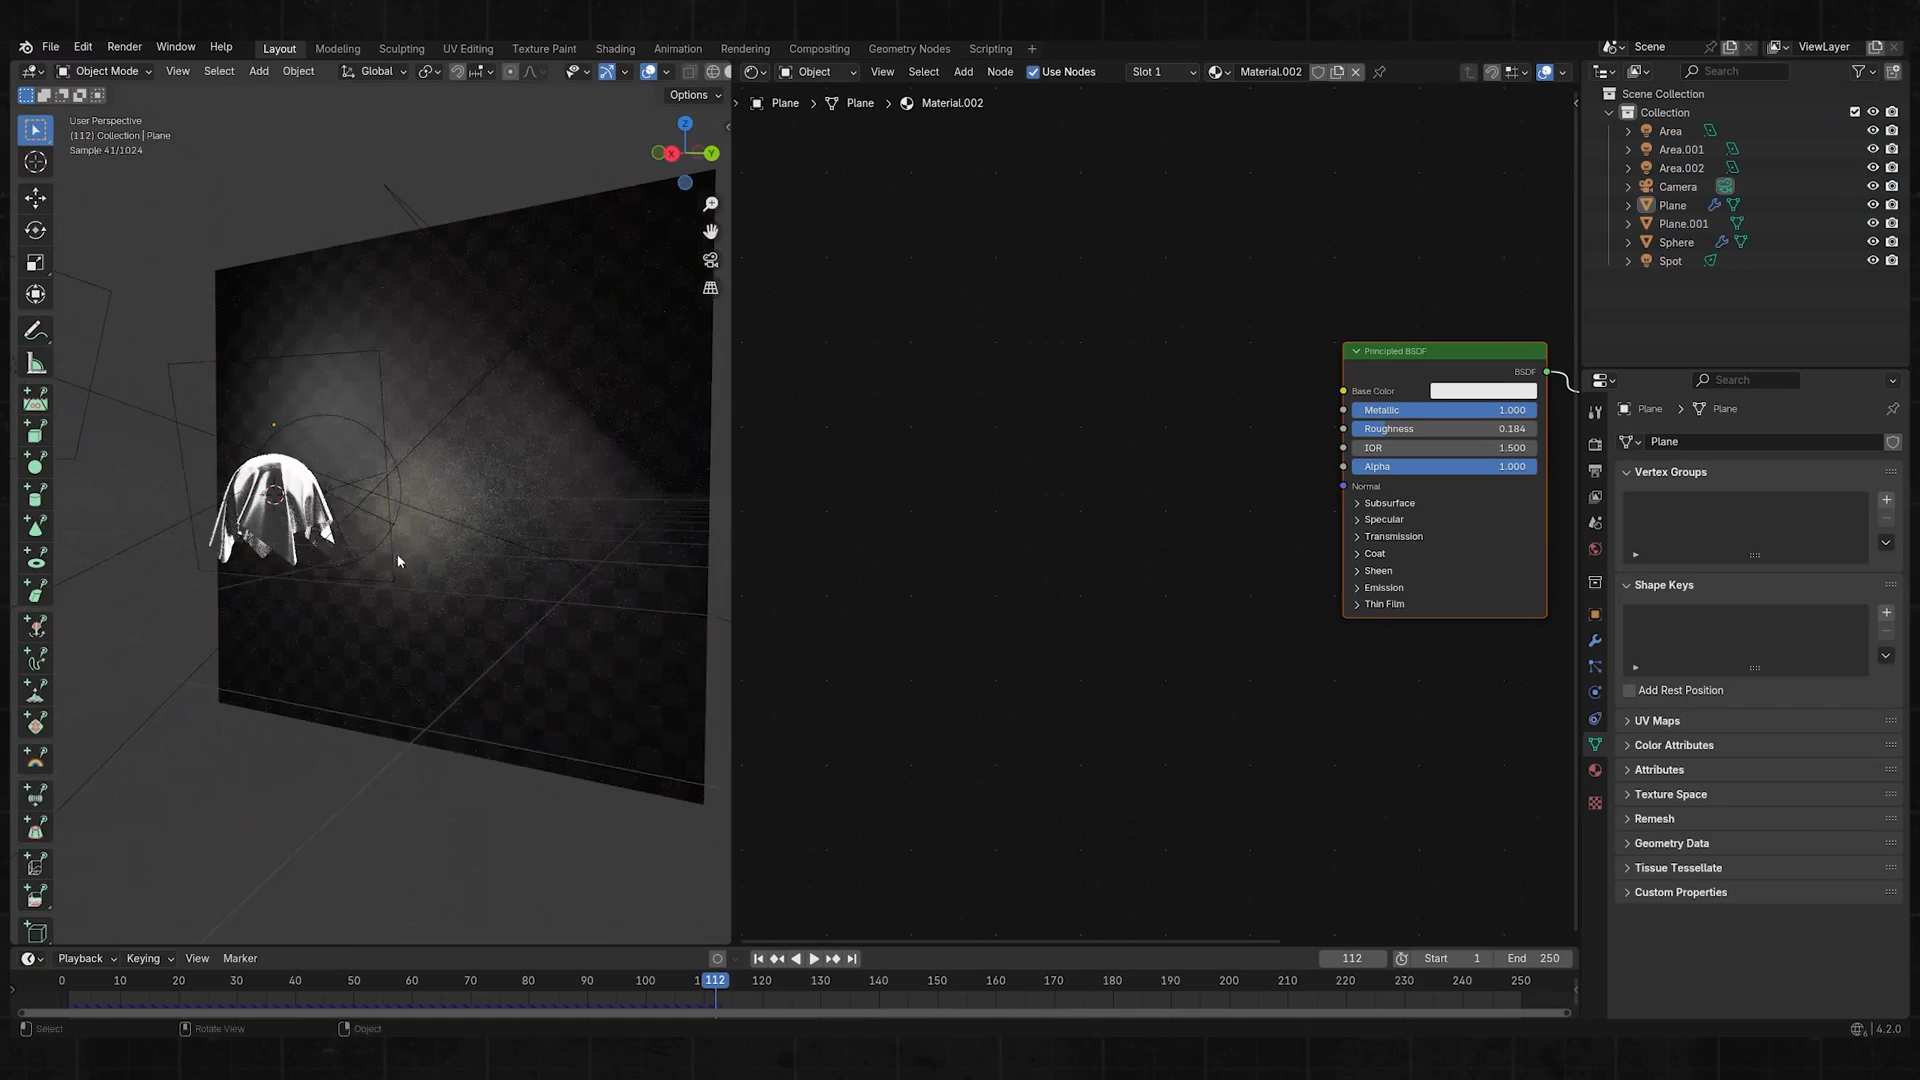 File Edit Render Window Help Layout Modeling Sculpting UV Editing Texture Paint Shading Animation Rendering Compositing Geometry Nodes Scripting + Scene ViewLayer
Object Mode View Select Add Object Global Object View Select Add Node Use Nodes Slot 1 Material.002 Search
Options
Plane > Plane > Material.002
User Perspective
(112) Collection | Plane
Sample 41/1024
Z
X
Y
Scene Collection
Collection
Area
Area.001
Area.002
Camera
Plane
Plane.001
Sphere
Spot
Principled BSDF
BSDF
Base Color
Metallic 1.000
Roughness 0.184
IOR 1.500
Alpha 1.000
Normal
Subsurface
Specular
Transmission
Coat
Sheen
Emission
Thin Film
Search
Plane > Plane
Plane
Vertex Groups
Shape Keys
Add Rest Position
UV Maps
Color Attributes
Attributes
Texture Space
Remesh
Geometry Data
Tissue Tessellate
Custom Properties
Playback Keying View Marker 112 Start 1 End 250
0 10 20 30 40 50 60 70 80 90 100 112 120 130 140 150 160 170 180 190 200 210 220 230 240 250
Select Rotate View Object 4.2.0